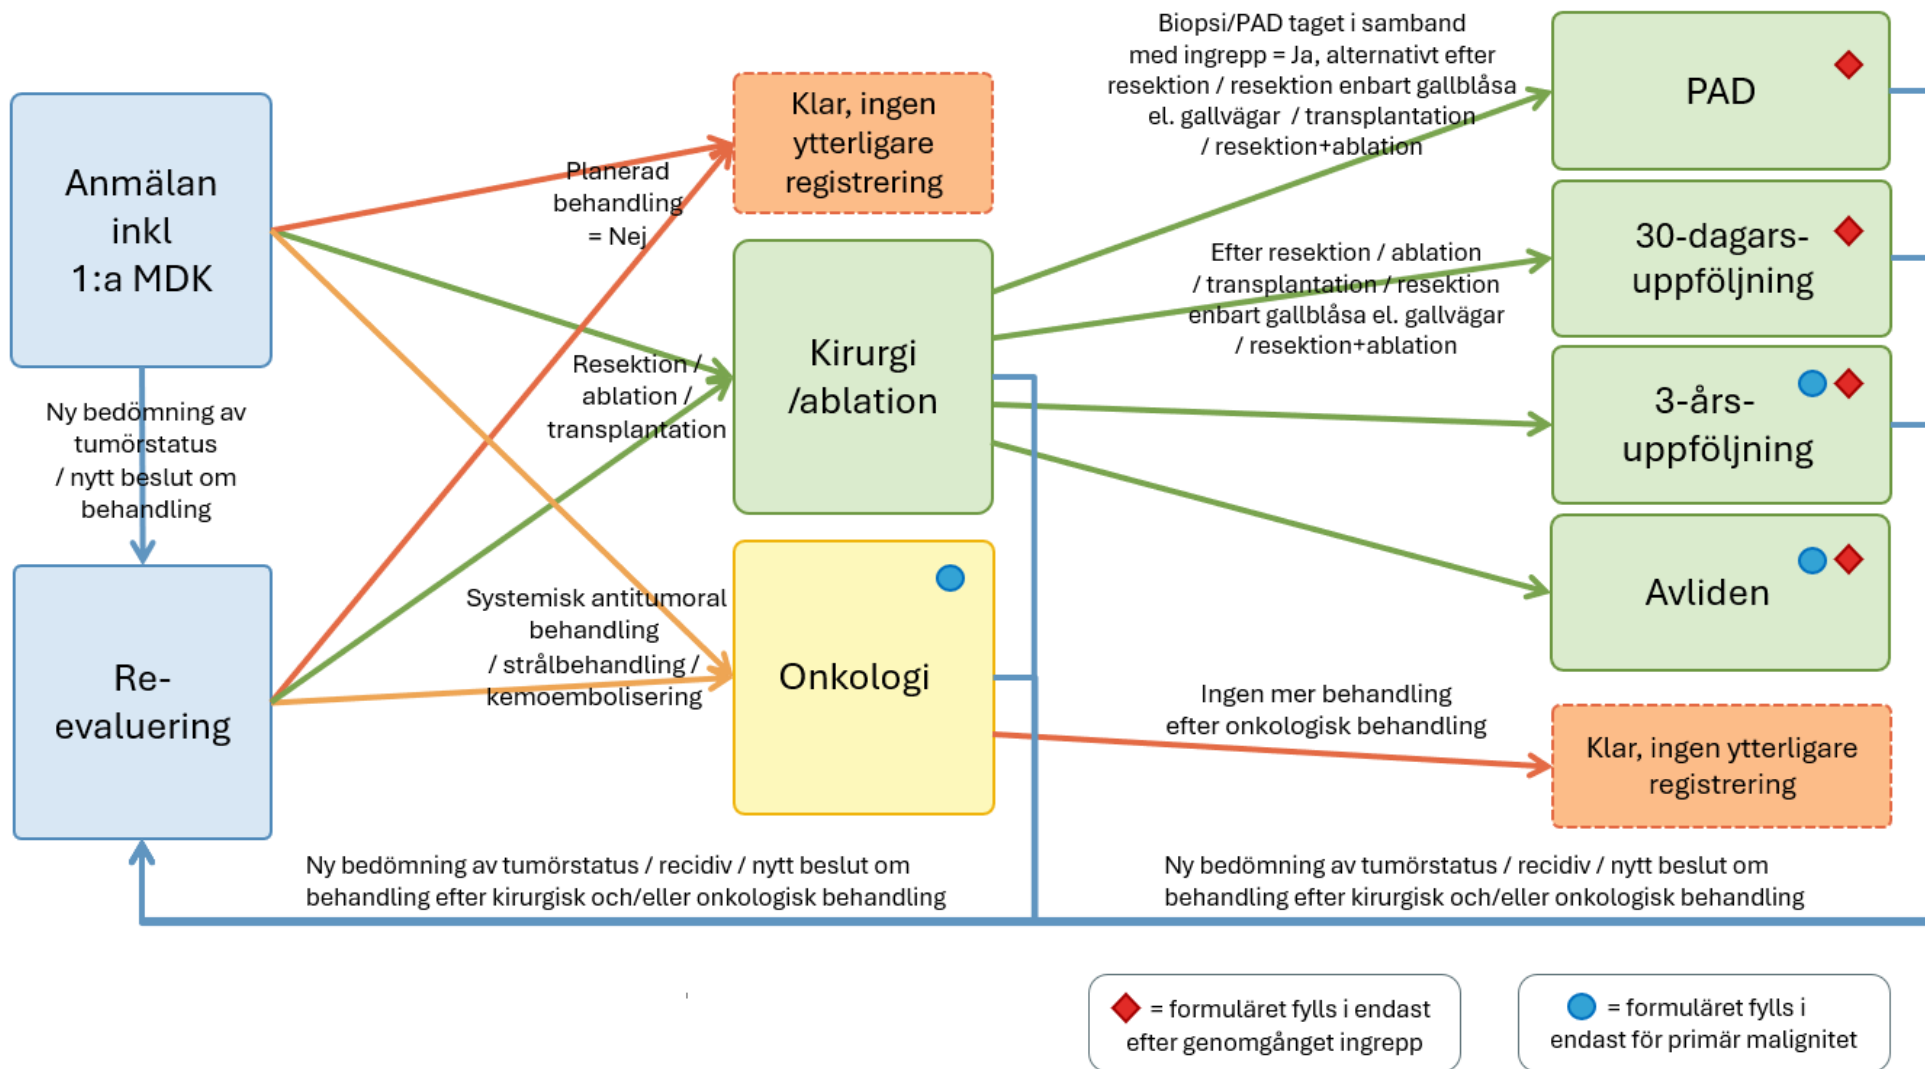 Anmälan
inkl
1:a MDK
Ny bedömning av
tumörstatus
/ nytt beslut om
behandling
Re-
evaluering
Planerad
behandling
= Nej
Resektion /
ablation /
transplantation
Systemisk antitumoral
behandling
/ strålbehandling /
kemoembolisering
Klar, ingen
ytterligare
registrering
Kirurgi
/ablation
Onkologi
Biopsi/PAD taget i samband
med ingrepp = Ja, alternativt efter
resektion / resektion enbart gallblåsa
el. gallvägar / transplantation
/ resektion+ablation
Efter resektion / ablation
/ transplantation / resektion
enbart gallblåsa el. gallvägar
/ resektion+ablation
Ingen mer behandling
efter onkologisk behandling
PAD
30-dagars-
uppföljning
3-års-
uppföljning
Avliden
Klar, ingen ytterligare
registrering
Ny bedömning av tumörstatus / recidiv / nytt beslut om
behandling efter kirurgisk och/eller onkologisk behandling
Ny bedömning av tumörstatus / recidiv / nytt beslut om
behandling efter kirurgisk och/eller onkologisk behandling
= formuläret fylls i endast
efter genomgånget ingrepp
= formuläret fylls i
endast för primär malignitet